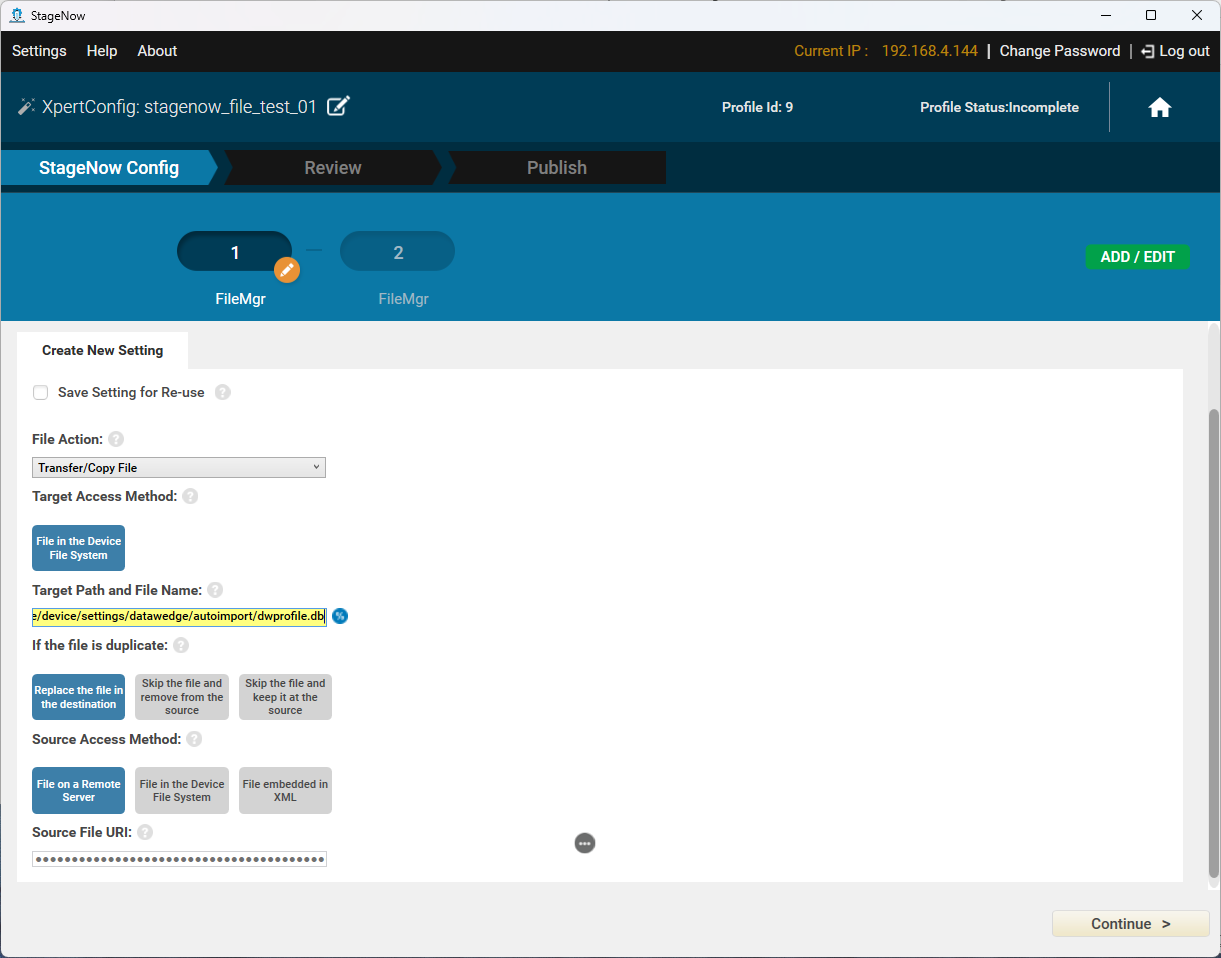 StageNow
Settings Help About Current IP : 192.168.4.144 | Change Password | Log out
XpertConfig: stagenow_file_test_01 Profile Id: 9 Profile Status:Incomplete
StageNow Config Review Publish
1 2 ADD / EDIT
FileMgr FileMgr
Create New Setting
Save Setting for Re-use ?
File Action: ?
Transfer/Copy File
Target Access Method: ?
File in the Device
File System
Target Path and File Name: ?
e/device/settings/datawedge/autoimport/dwprofile.db %
If the file is duplicate: ?
Replace the file in
the destination
Skip the file and
remove from the
source
Skip the file and
keep it at the
source
Source Access Method: ?
File on a Remote
Server
File in the Device
File System
File embedded in
XML
Source File URI: ?
••••••••••••••••••••••••••••••••••••••••
Continue >